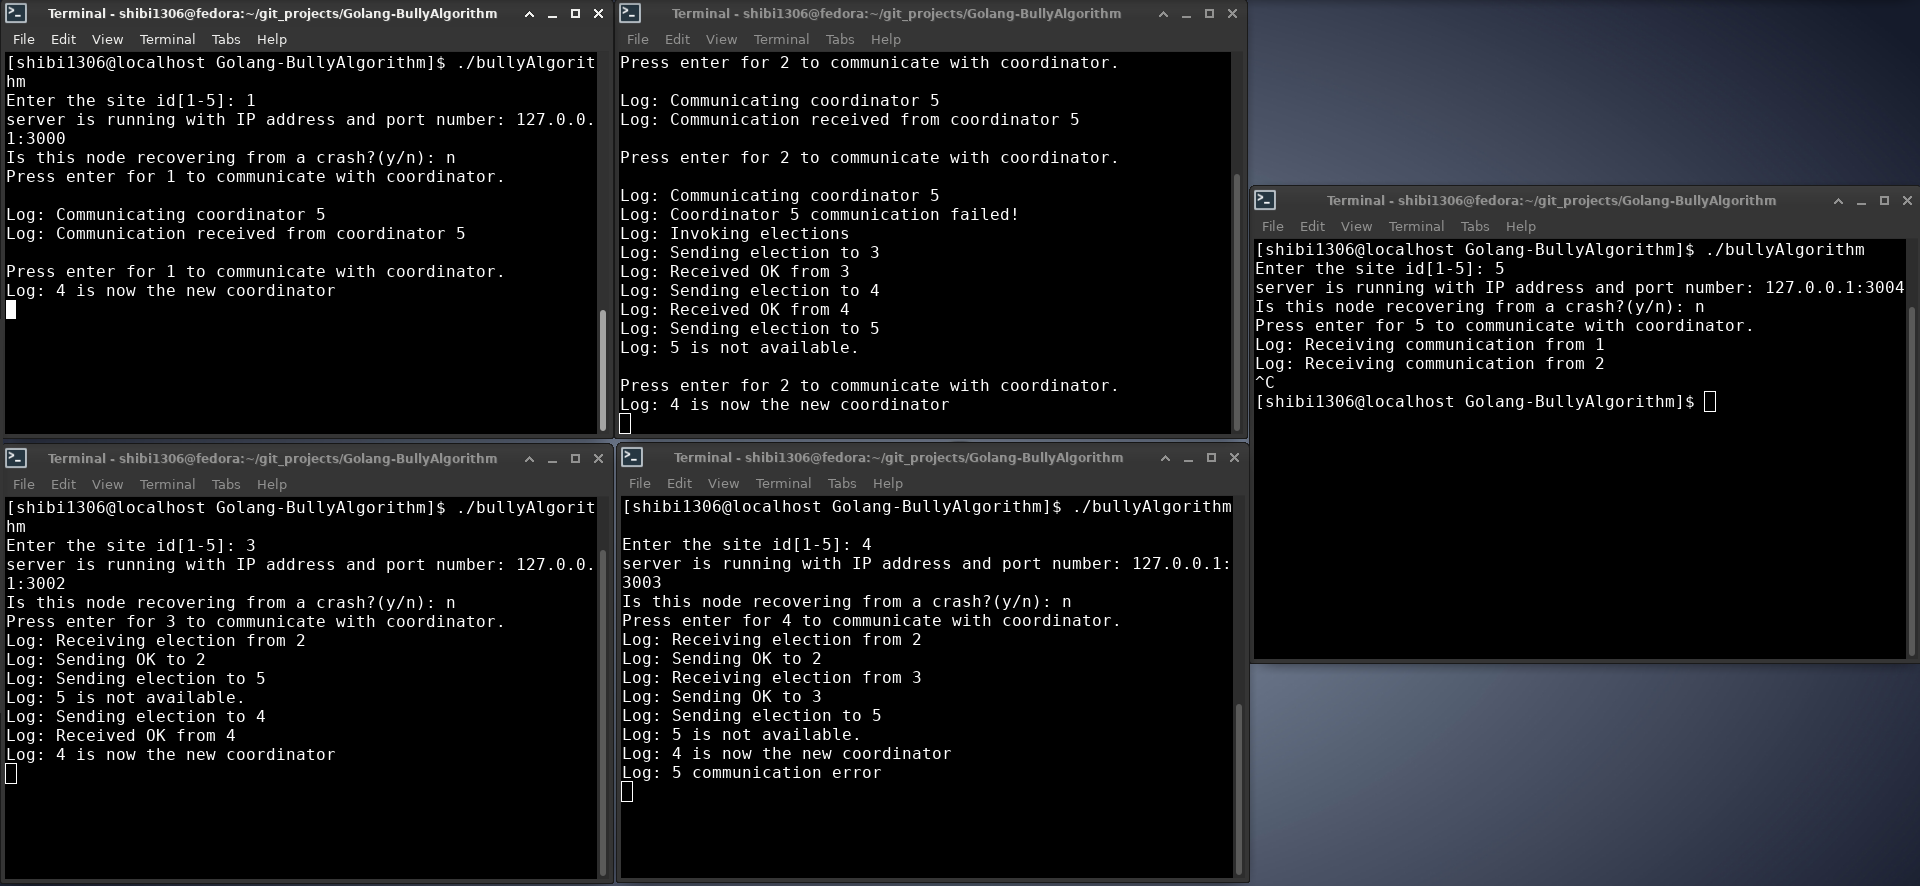 Terminal - shibi1306@fedora:~/git_projects/Golang-BullyAlgorithm
File Edit View Terminal Tabs Help
[shibi1306@localhost Golang-BullyAlgorithm]$ ./bullyAlgorit
hm
Enter the site id[1-5]: 1
server is running with IP address and port number: 127.0.0.
1:3000
Is this node recovering from a crash?(y/n): n
Press enter for 1 to communicate with coordinator.
Log: Communicating coordinator 5
Log: Communication received from coordinator 5
Press enter for 1 to communicate with coordinator.
Log: 4 is now the new coordinator
Terminal - shibi1306@fedora:~/git_projects/Golang-BullyAlgorithm
File Edit View Terminal Tabs Help
Press enter for 2 to communicate with coordinator.
Log: Communicating coordinator 5
Log: Communication received from coordinator 5
Press enter for 2 to communicate with coordinator.
Log: Communicating coordinator 5
Log: Coordinator 5 communication failed!
Log: Invoking elections
Log: Sending election to 3
Log: Received OK from 3
Log: Sending election to 4
Log: Received OK from 4
Log: Sending election to 5
Log: 5 is not available.
Press enter for 2 to communicate with coordinator.
Log: 4 is now the new coordinator
Terminal - shibi1306@fedora:~/git_projects/Golang-BullyAlgorithm
File Edit View Terminal Tabs Help
[shibi1306@localhost Golang-BullyAlgorithm]$ ./bullyAlgorithm
Enter the site id[1-5]: 5
server is running with IP address and port number: 127.0.0.1:3004
Is this node recovering from a crash?(y/n): n
Press enter for 5 to communicate with coordinator.
Log: Receiving communication from 1
Log: Receiving communication from 2
^C
[shibi1306@localhost Golang-BullyAlgorithm]$
Terminal - shibi1306@fedora:~/git_projects/Golang-BullyAlgorithm
File Edit View Terminal Tabs Help
[shibi1306@localhost Golang-BullyAlgorithm]$ ./bullyAlgorit
hm
Enter the site id[1-5]: 3
server is running with IP address and port number: 127.0.0.
1:3002
Is this node recovering from a crash?(y/n): n
Press enter for 3 to communicate with coordinator.
Log: Receiving election from 2
Log: Sending OK to 2
Log: Sending election to 5
Log: 5 is not available.
Log: Sending election to 4
Log: Received OK from 4
Log: 4 is now the new coordinator
Terminal - shibi1306@fedora:~/git_projects/Golang-BullyAlgorithm
File Edit View Terminal Tabs Help
[shibi1306@localhost Golang-BullyAlgorithm]$ ./bullyAlgorithm
Enter the site id[1-5]: 4
server is running with IP address and port number: 127.0.0.1:
3003
Is this node recovering from a crash?(y/n): n
Press enter for 4 to communicate with coordinator.
Log: Receiving election from 2
Log: Sending OK to 2
Log: Receiving election from 3
Log: Sending OK to 3
Log: Sending election to 5
Log: 5 is not available.
Log: 4 is now the new coordinator
Log: 5 communication error